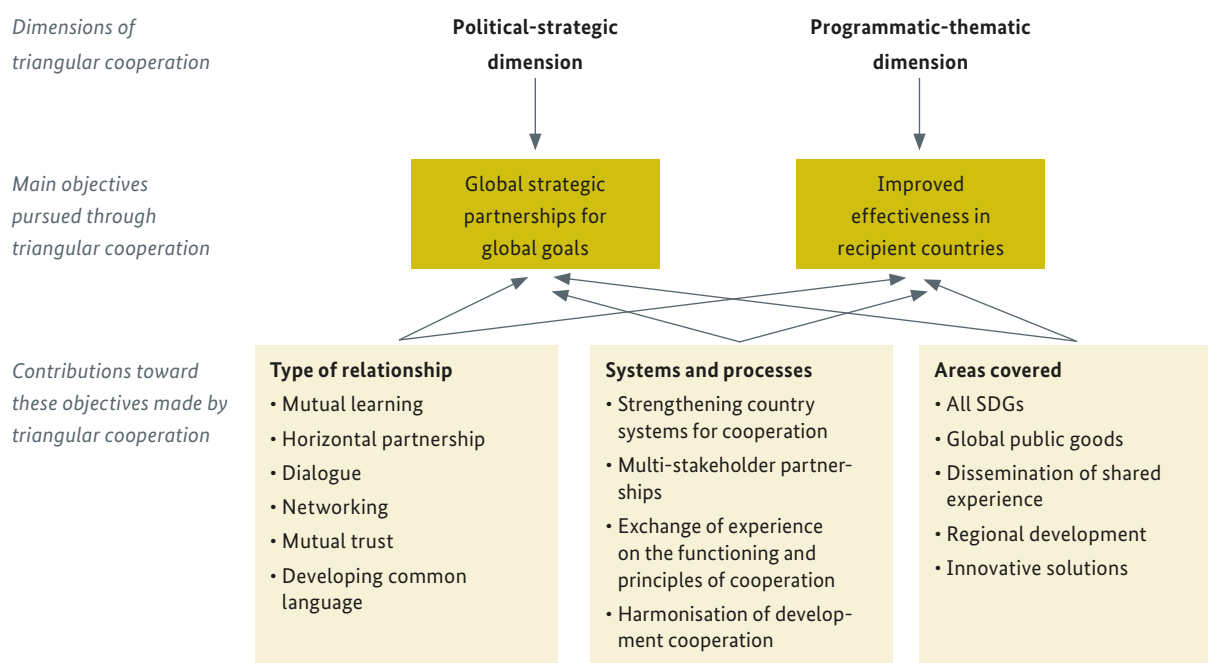 Dimensions of
triangular cooperation
Political-strategic
dimension
Programmatic-thematic
dimension
Main objectives
pursued through
triangular cooperation
Global strategic
partnerships for
global goals
Improved
effectiveness in
recipient countries
Contributions toward
these objectives made by
triangular cooperation
Type of relationship
• Mutual learning
• Horizontal partnership
• Dialogue
• Networking
• Mutual trust
• Developing common
language
Systems and processes
• Strengthening country
systems for cooperation
• Multi-stakeholder partner-
ships
• Exchange of experience
on the functioning and
principles of cooperation
• Harmonisation of develop-
ment cooperation
Areas covered
• All SDGs
• Global public goods
• Dissemination of shared
experience
• Regional development
• Innovative solutions